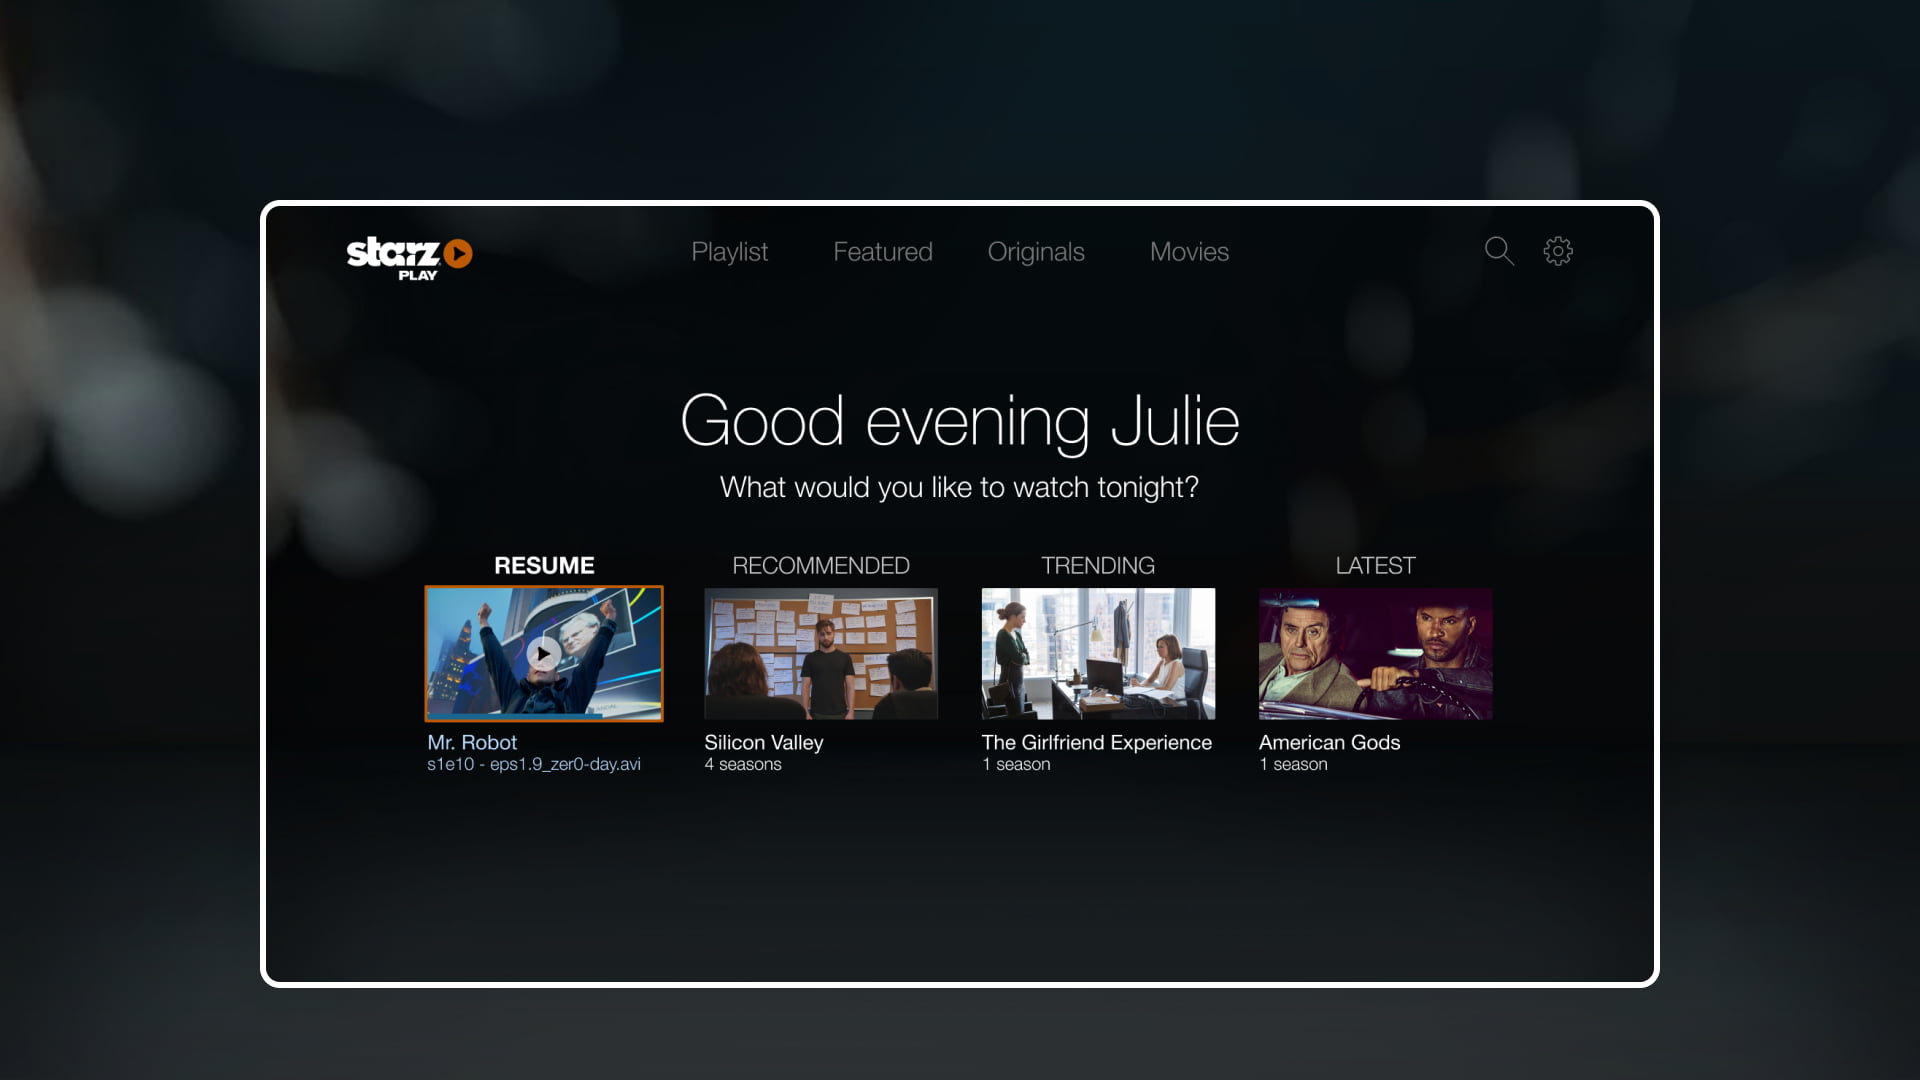 starz
PLAY
Playlist
Featured
Originals
Movies
Good evening Julie
What would you like to watch tonight?
RESUME
RECOMMENDED
TRENDING
LATEST
Mr. Robot
s1e10 - eps1.9_zer0-day.avi
Silicon Valley
4 seasons
The Girlfriend Experience
1 season
American Gods
1 season